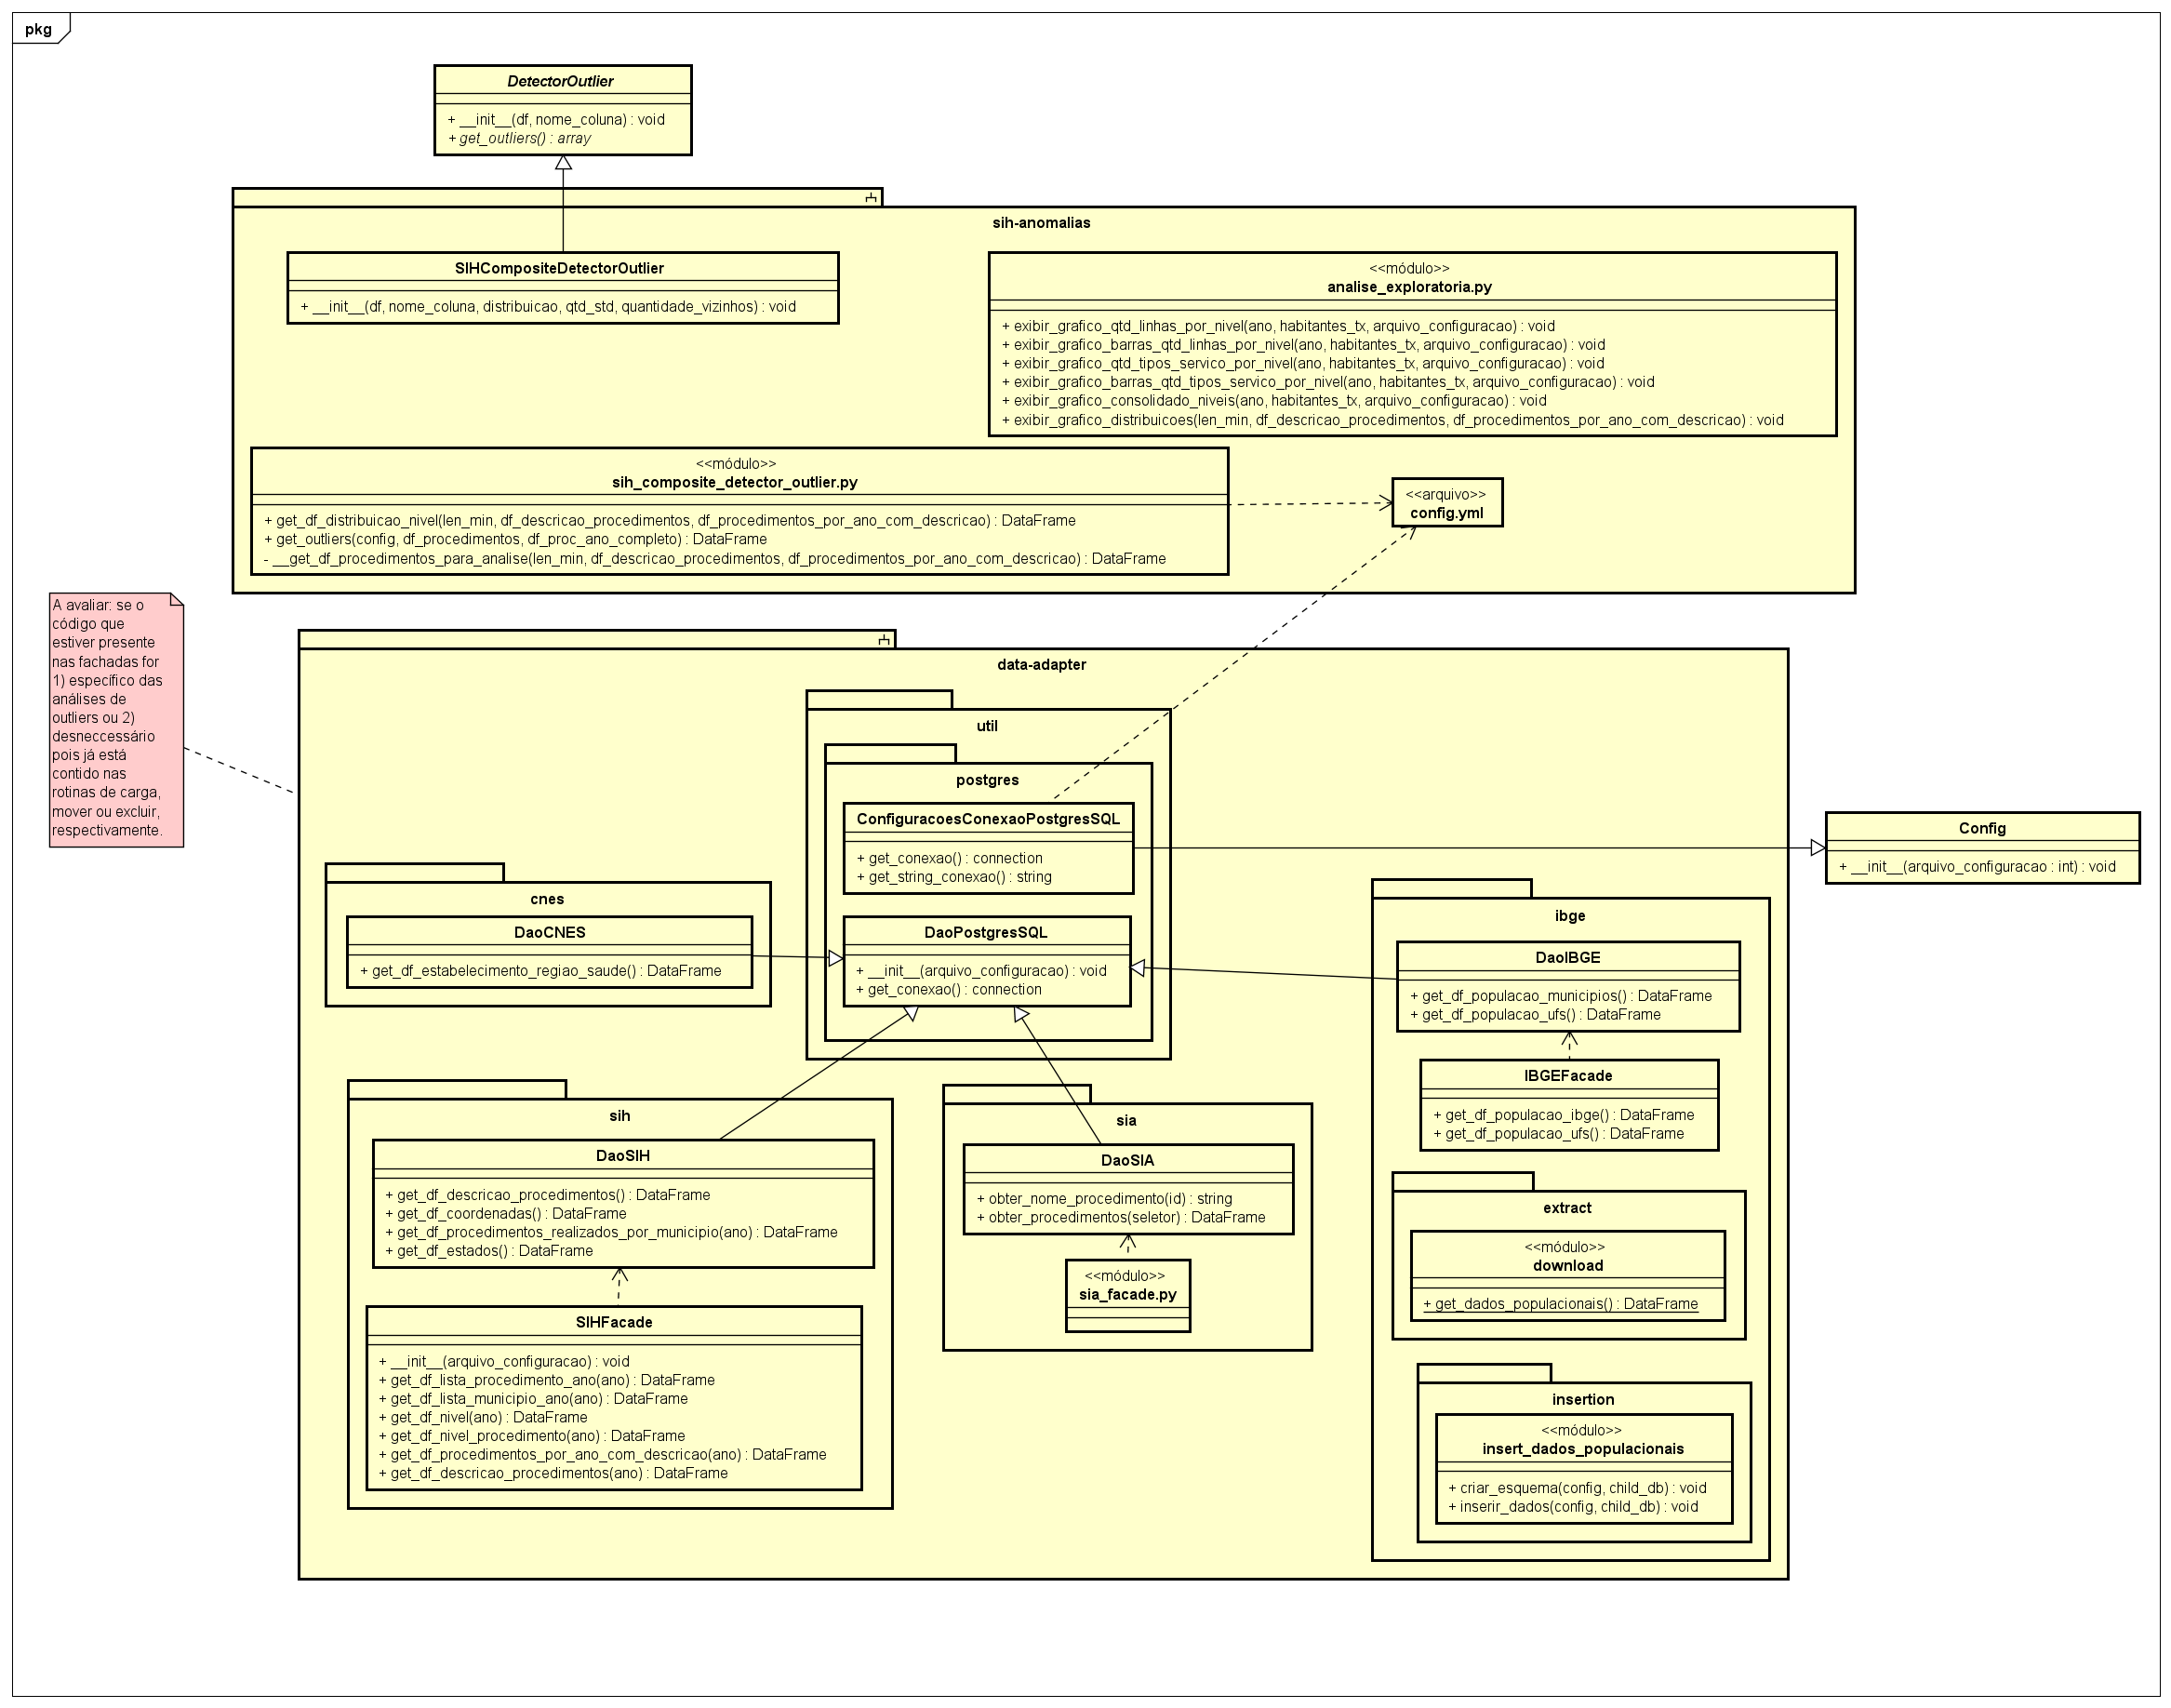 pkg
DetectorOutlier
+ __init__(df, nome_coluna) : void
+ get_outliers() : array
sih-anomalias
SIHCompositeDetectorOutlier
+ __init__(df, nome_coluna, distribuicao, qtd_std, quantidade_vizinhos) : void
<<módulo>>
analise_exploratoria.py
+ exibir_grafico_qtd_linhas_por_nivel(ano, habitantes_tx, arquivo_configuracao) : void
+ exibir_grafico_barras_qtd_linhas_por_nivel(ano, habitantes_tx, arquivo_configuracao) : void
+ exibir_grafico_qtd_tipos_servico_por_nivel(ano, habitantes_tx, arquivo_configuracao) : void
+ exibir_grafico_barras_qtd_tipos_servico_por_nivel(ano, habitantes_tx, arquivo_configuracao) : void
+ exibir_grafico_consolidado_niveis(ano, habitantes_tx, arquivo_configuracao) : void
+ exibir_grafico_distribuicoes(len_min, df_descricao_procedimentos, df_procedimentos_por_ano_com_descricao) : void
<<módulo>>
sih_composite_detector_outlier.py
+ get_df_distribuicao_nivel(len_min, df_descricao_procedimentos, df_procedimentos_por_ano_com_descricao) : DataFrame
+ get_outliers(config, df_procedimentos, df_proc_ano_completo) : DataFrame
- __get_df_procedimentos_para_analise(len_min, df_descricao_procedimentos, df_procedimentos_por_ano_com_descricao) : DataFrame
<<arquivo>>
config.yml
A avaliar: se o
código que
estiver presente
nas fachadas for
1) específico das
análises de
outliers ou 2)
desneccessário
pois já está
contido nas
rotinas de carga,
mover ou excluir,
respectivamente.
data-adapter
util
postgres
ConfiguracoesConexaoPostgresSQL
+ get_conexao() : connection
+ get_string_conexao() : string
Config
+ __init__(arquivo_configuracao : int) : void
cnes
DaoCNES
+ get_df_estabelecimento_regiao_saude() : DataFrame
DaoPostgresSQL
+ __init__(arquivo_configuracao) : void
+ get_conexao() : connection
ibge
DaoIBGE
+ get_df_populacao_municipios() : DataFrame
+ get_df_populacao_ufs() : DataFrame
IBGEFacade
+ get_df_populacao_ibge() : DataFrame
+ get_df_populacao_ufs() : DataFrame
sih
DaoSIH
+ get_df_descricao_procedimentos() : DataFrame
+ get_df_coordenadas() : DataFrame
+ get_df_procedimentos_realizados_por_municipio(ano) : DataFrame
+ get_df_estados() : DataFrame
SIHFacade
+ __init__(arquivo_configuracao) : void
+ get_df_lista_procedimento_ano(ano) : DataFrame
+ get_df_lista_municipio_ano(ano) : DataFrame
+ get_df_nivel(ano) : DataFrame
+ get_df_nivel_procedimento(ano) : DataFrame
+ get_df_procedimentos_por_ano_com_descricao(ano) : DataFrame
+ get_df_descricao_procedimentos(ano) : DataFrame
sia
DaoSIA
+ obter_nome_procedimento(id) : string
+ obter_procedimentos(seletor) : DataFrame
<<módulo>>
sia_facade.py
extract
<<módulo>>
download
+ get_dados_populacionais() : DataFrame
insertion
<<módulo>>
insert_dados_populacionais
+ criar_esquema(config, child_db) : void
+ inserir_dados(config, child_db) : void